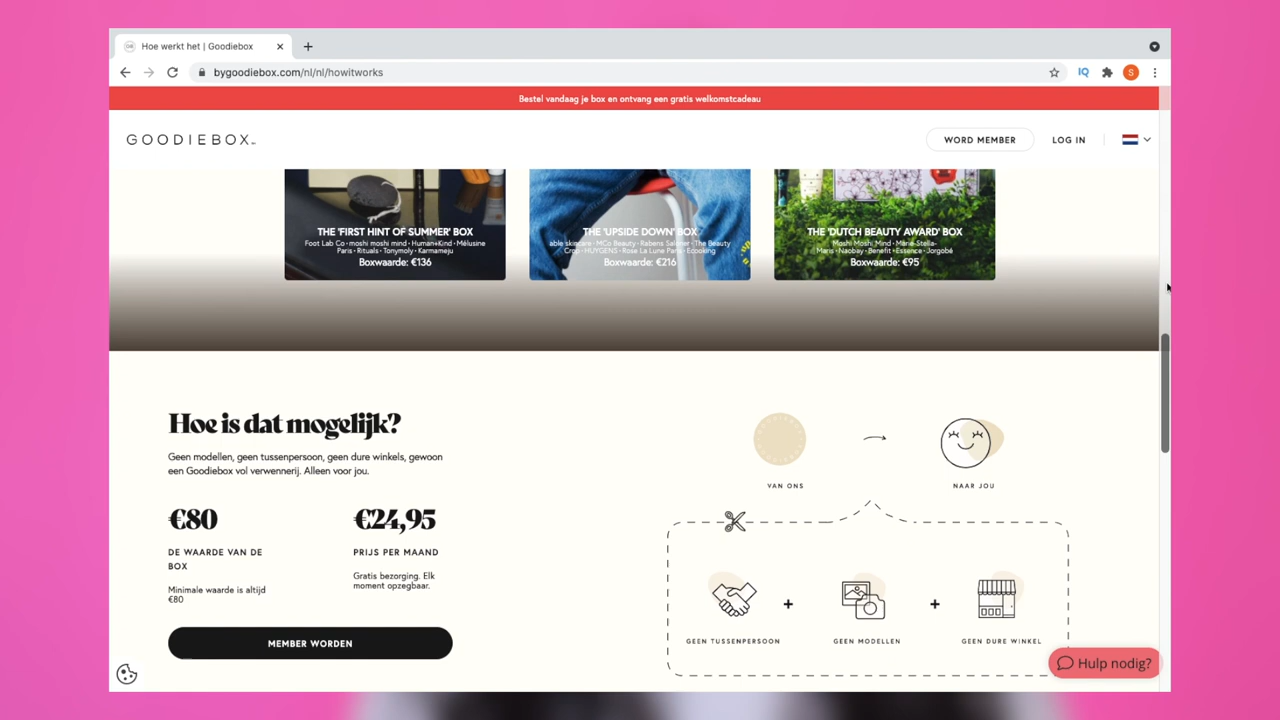 Hoe werkt het | Goodiebox
bygoodiebox.com/nl/nl/howitworks
IQ
S
Bestel vandaag je box en ontvang een gratis welkomstcadeau
GOODIEBOX
WORD MEMBER
LOG IN
THE 'FIRST HINT OF SUMMER' BOX
Foot Lab Co • moshi moshi mind • Human+Kind • Mélusine
Paris • Rituals • Tonymoly • Karmameju
Boxwaarde: €136
THE 'UPSIDE DOWN' BOX
able skincare • MCo Beauty • Rabens Saloner • The Beauty
Crop • HUYGENS • Rose La Lune Paris • Ecooking
Boxwaarde: €216
THE 'DUTCH BEAUTY AWARD' BOX
Moshi Moshi Mind • Marie-Stella-
Maris • Naobay • Benefit • Essence • Jorgobé
Boxwaarde: €95
Hoe is dat mogelijk?
Geen modellen, geen tussenpersoon, geen dure winkels, gewoon
een Goodiebox vol verwennerij. Alleen voor jou.
€80
DE WAARDE VAN DE
BOX
Minimale waarde is altijd
€80
€24,95
PRIJS PER MAAND
Gratis bezorging. Elk
moment opzegbaar.
MEMBER WORDEN
VAN ONS
NAAR JOU
GEEN TUSSENPERSOON
GEEN MODELLEN
GEEN DURE WINKEL
Hulp nodig?